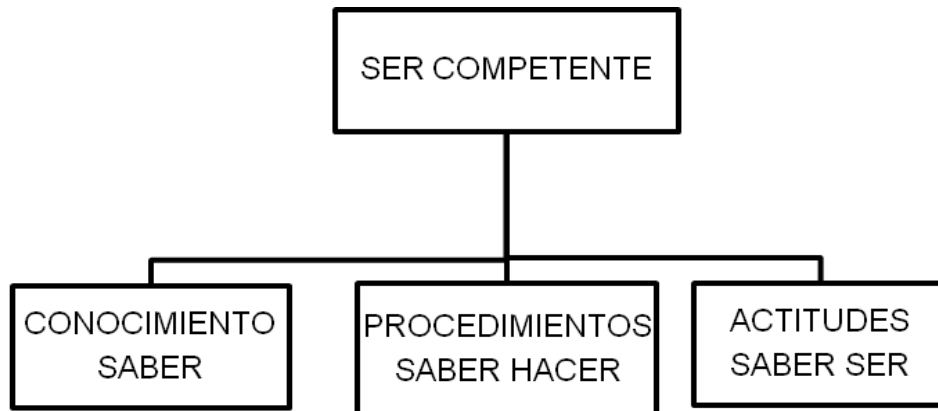 SER COMPETENTE
CONOCIMIENTO
SABER
PROCEDIMIENTOS
SABER HACER
ACTITUDES
SABER SER